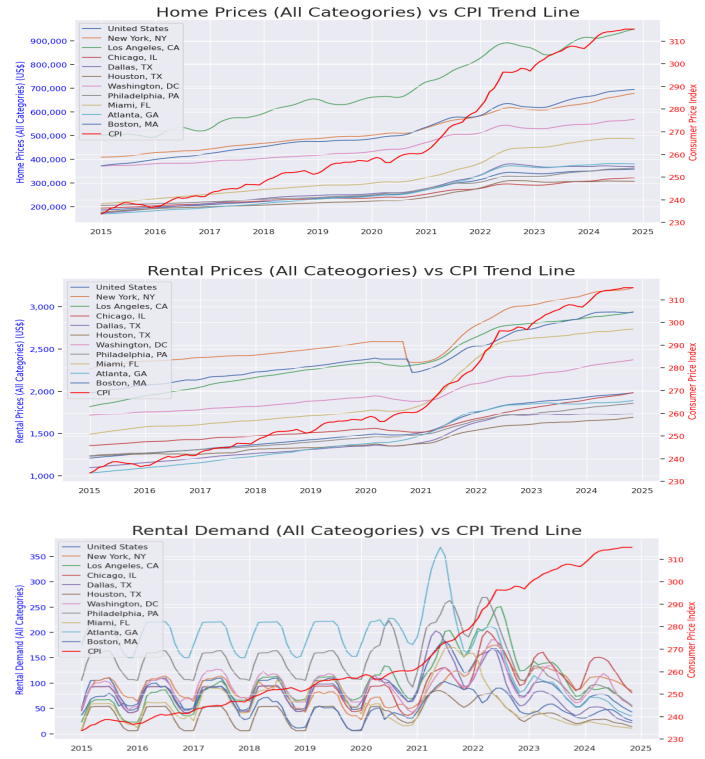 Home Prices (All Cateogories) vs CPI Trend Line
Home Prices (All Categories) (US$)
900,000
800,000
700,000
600,000
500,000
400,000
300,000
200,000
United States
New York, NY
Los Angeles, CA
Chicago, IL
Dallas, TX
Houston, TX
Washington, DC
Philadelphia, PA
Miami, FL
Atlanta, GA
Boston, MA
CPI
310
300
290
280
270
260
250
240
230
Consumer Price Index
2015 2016 2017 2018 2019 2020 2021 2022 2023 2024 2025
Rental Prices (All Cateogories) vs CPI Trend Line
Rental Prices (All Categories) (US$)
3,000
2,500
2,000
1,500
1,000
United States
New York, NY
Los Angeles, CA
Chicago, IL
Dallas, TX
Houston, TX
Washington, DC
Philadelphia, PA
Miami, FL
Atlanta, GA
Boston, MA
CPI
310
300
290
280
270
260
250
240
230
Consumer Price Index
2015 2016 2017 2018 2019 2020 2021 2022 2023 2024 2025
Rental Demand (All Cateogories) vs CPI Trend Line
Rental Demand (All Categories)
350
300
250
200
150
100
50
0
United States
New York, NY
Los Angeles, CA
Chicago, IL
Dallas, TX
Houston, TX
Washington, DC
Philadelphia, PA
Miami, FL
Atlanta, GA
Boston, MA
CPI
310
300
290
280
270
260
250
240
230
Consumer Price Index
2015 2016 2017 2018 2019 2020 2021 2022 2023 2024 2025